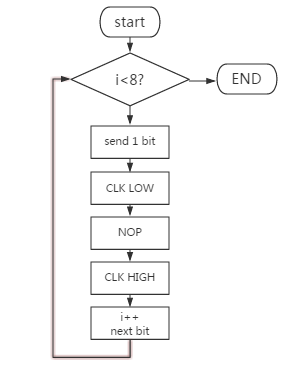 start
i<8?
END
send 1 bit
CLK LOW
NOP
CLK HIGH
i++
next bit